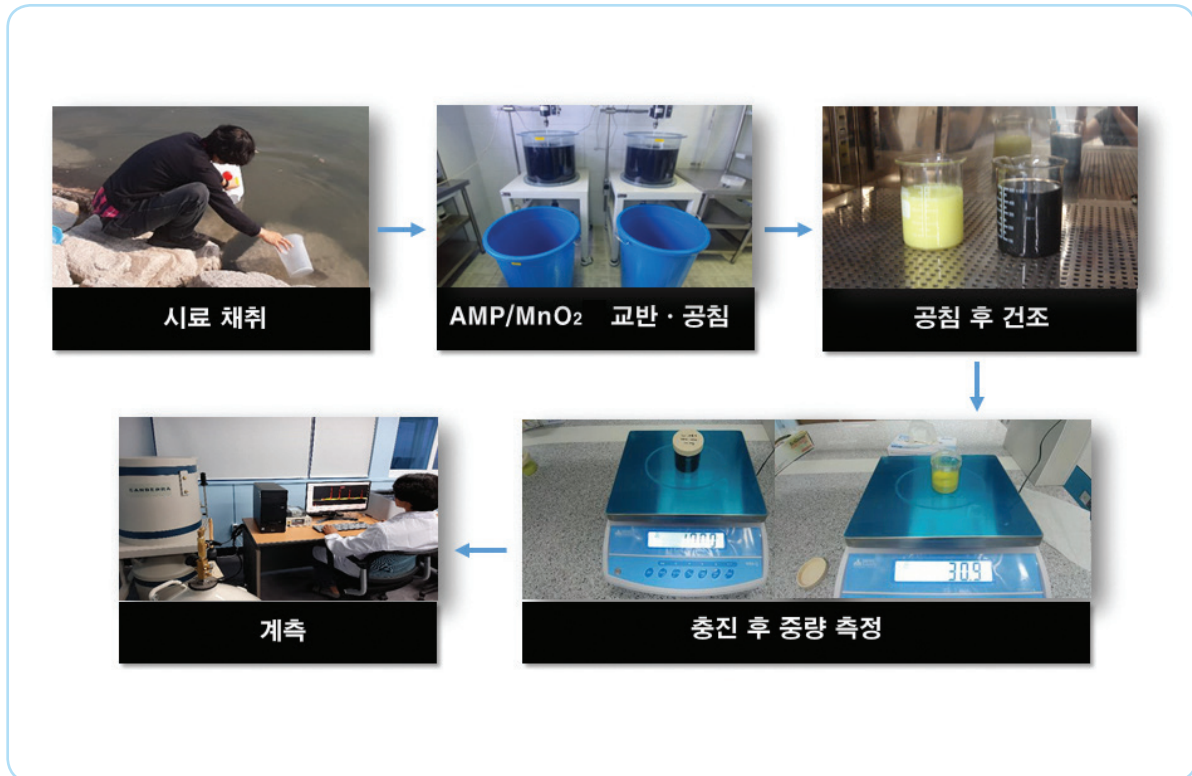 시료 채취
AMP/MnO₂ 교반 · 공침
공침 후 건조
충진 후 중량 측정
30.9
계측
CANBERRA